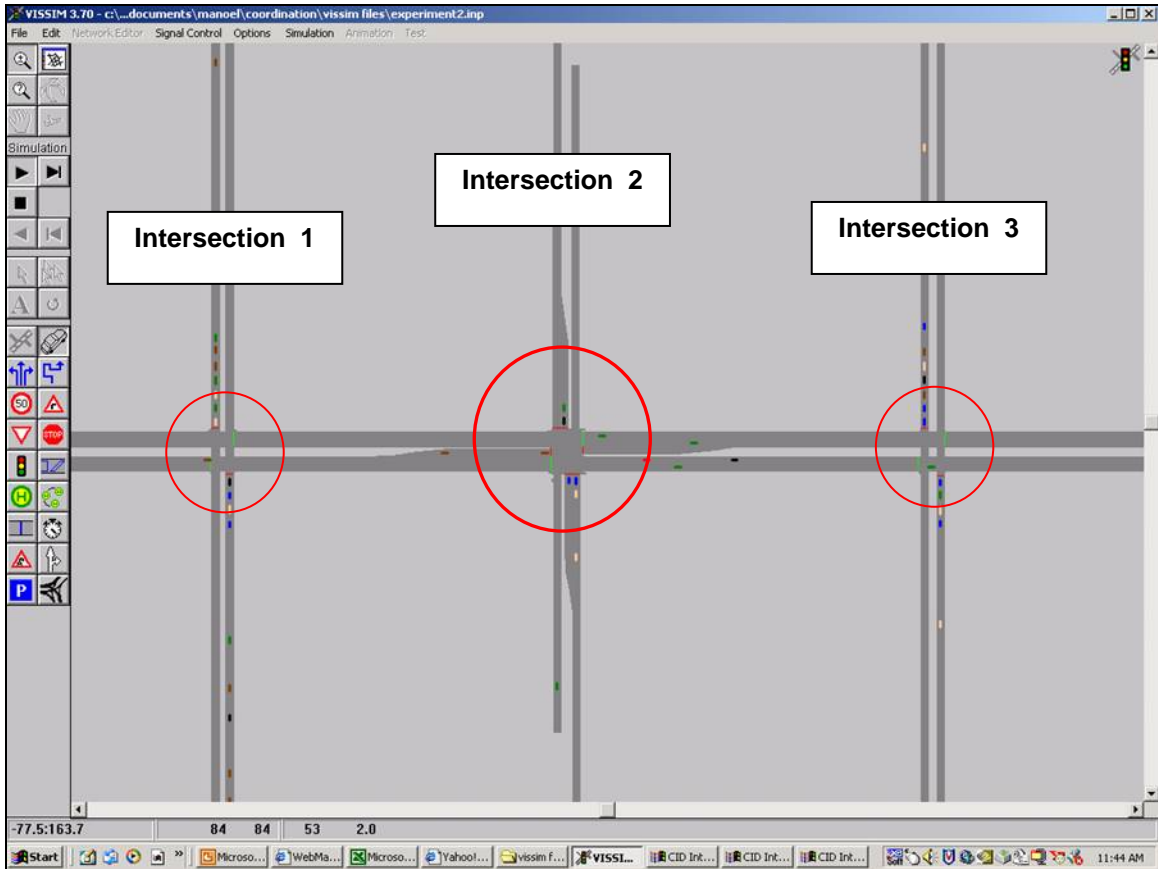 VISSIM 3.70 - c:\...documents\manoel\coordination\vissim files\experiment2.inp
File Edit Network Editor Signal Control Options Simulation Animation Test
Simulation
Intersection 2
Intersection 3
Intersection 1
A
50
STOP
H
P
-77.5:163.7 84 84 53 2.0
Start » Microso... WebMa... Microso... Yahoo!... vissim f... VISSI... CID Int... CID Int... CID Int... 11:44 AM